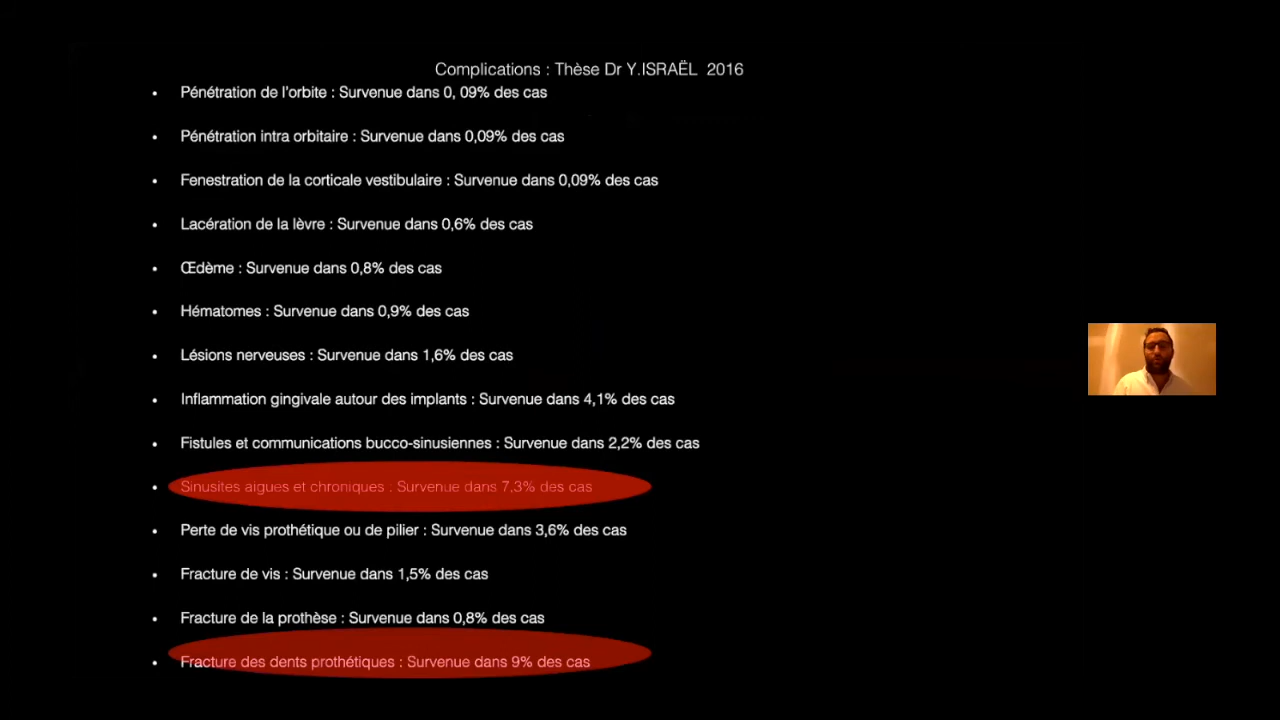 Complications : Thèse Dr Y.ISRAËL 2016
• Pénétration de l'orbite : Survenue dans 0, 09% des cas
• Pénétration intra orbitaire : Survenue dans 0,09% des cas
• Fenestration de la corticale vestibulaire : Survenue dans 0,09% des cas
• Lacération de la lèvre : Survenue dans 0,6% des cas
• Œdème : Survenue dans 0,8% des cas
• Hématomes : Survenue dans 0,9% des cas
• Lésions nerveuses : Survenue dans 1,6% des cas
• Inflammation gingivale autour des implants : Survenue dans 4,1% des cas
• Fistules et communications bucco-sinusiennes : Survenue dans 2,2% des cas
• Sinusites aigues et chroniques : Survenue dans 7,3% des cas
• Perte de vis prothétique ou de pilier : Survenue dans 3,6% des cas
• Fracture de vis : Survenue dans 1,5% des cas
• Fracture de la prothèse : Survenue dans 0,8% des cas
• Fracture des dents prothétiques : Survenue dans 9% des cas